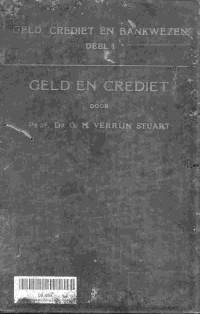 GELD, CREDIET EN BANKWEZEN
DEEL I
GELD EN CREDIET
DOOR
PROF. DR. G. M. VERRIJN STUART